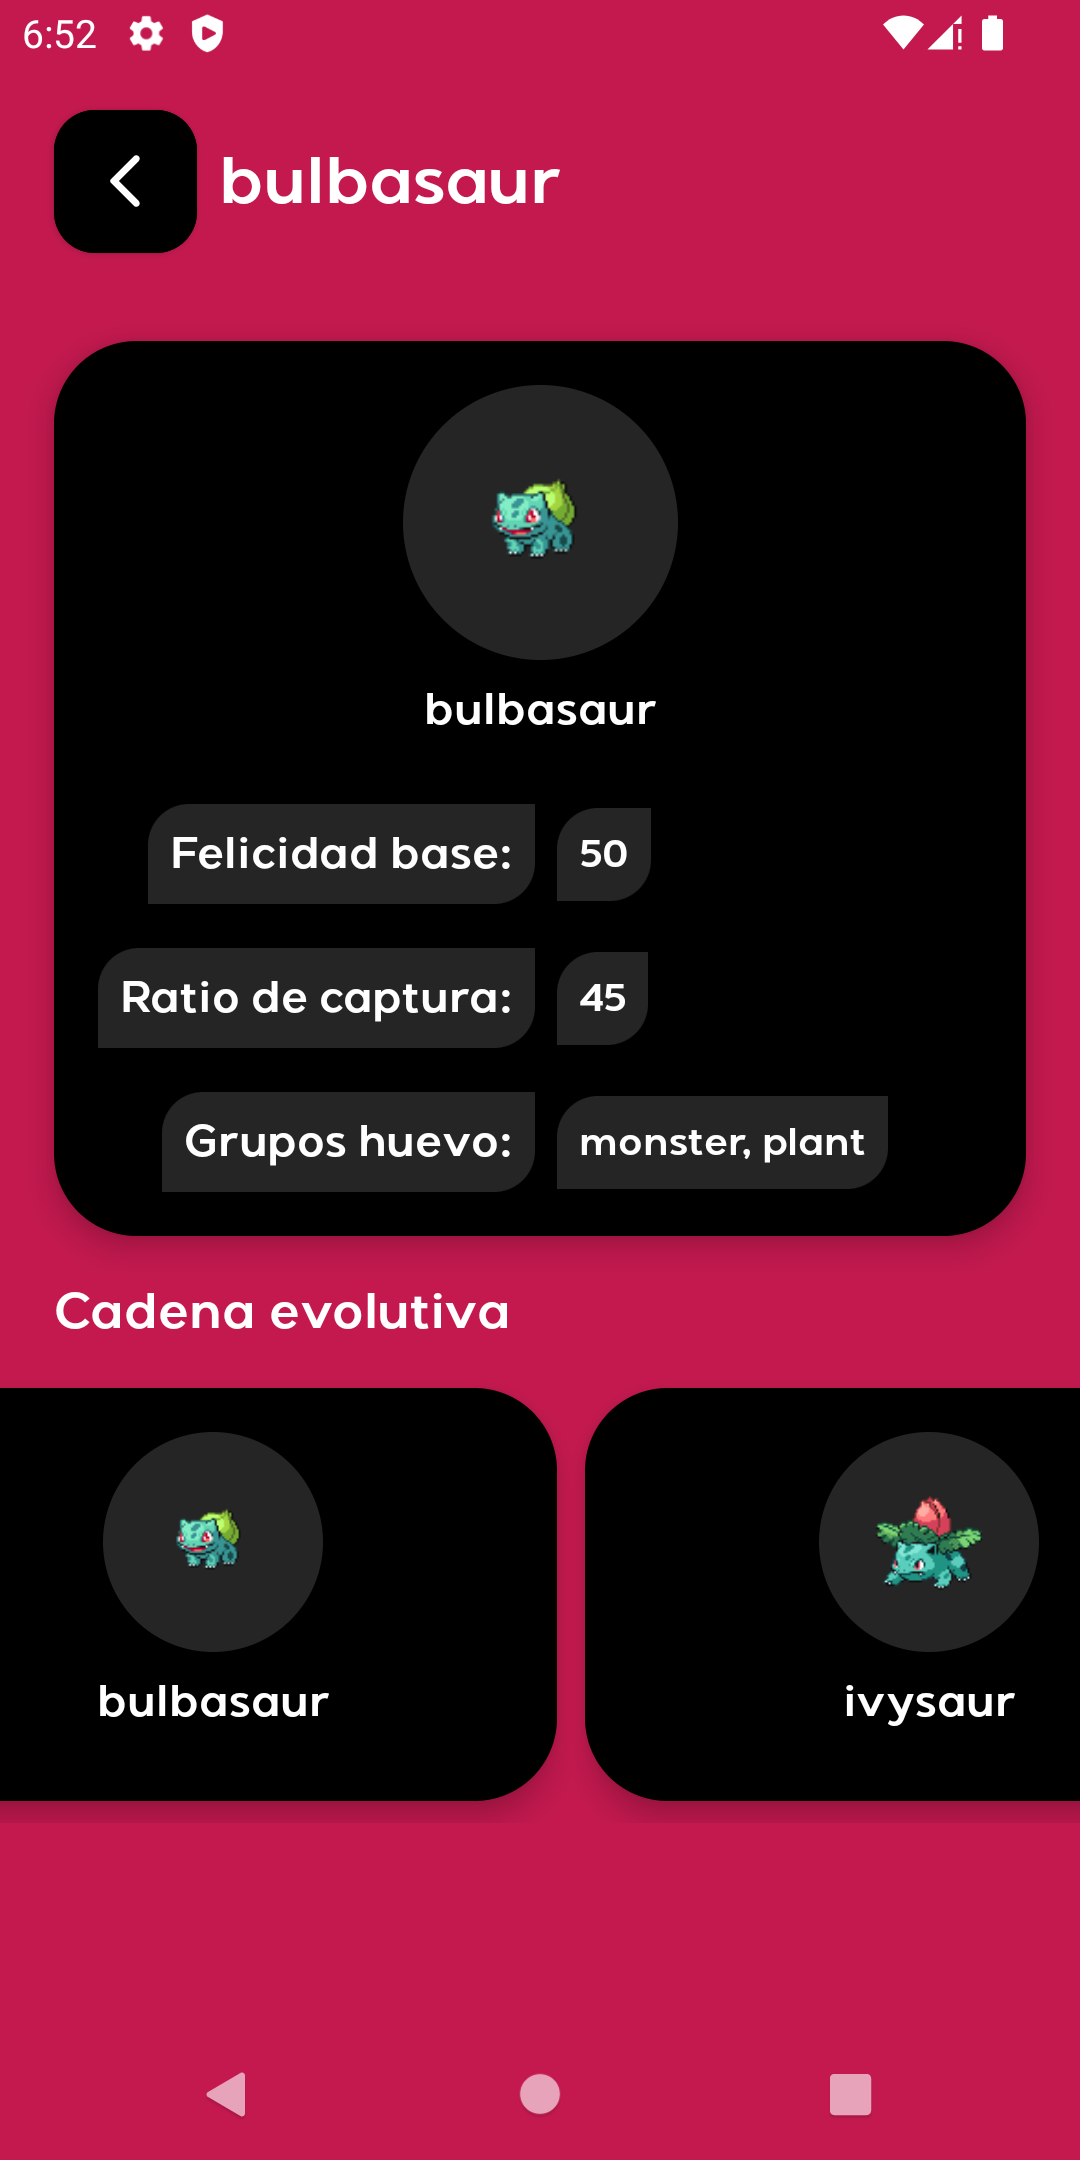 6:52
bulbasaur
bulbasaur
Felicidad base: 50
Ratio de captura: 45
Grupos huevo: monster, plant
Cadena evolutiva
bulbasaur ivysaur